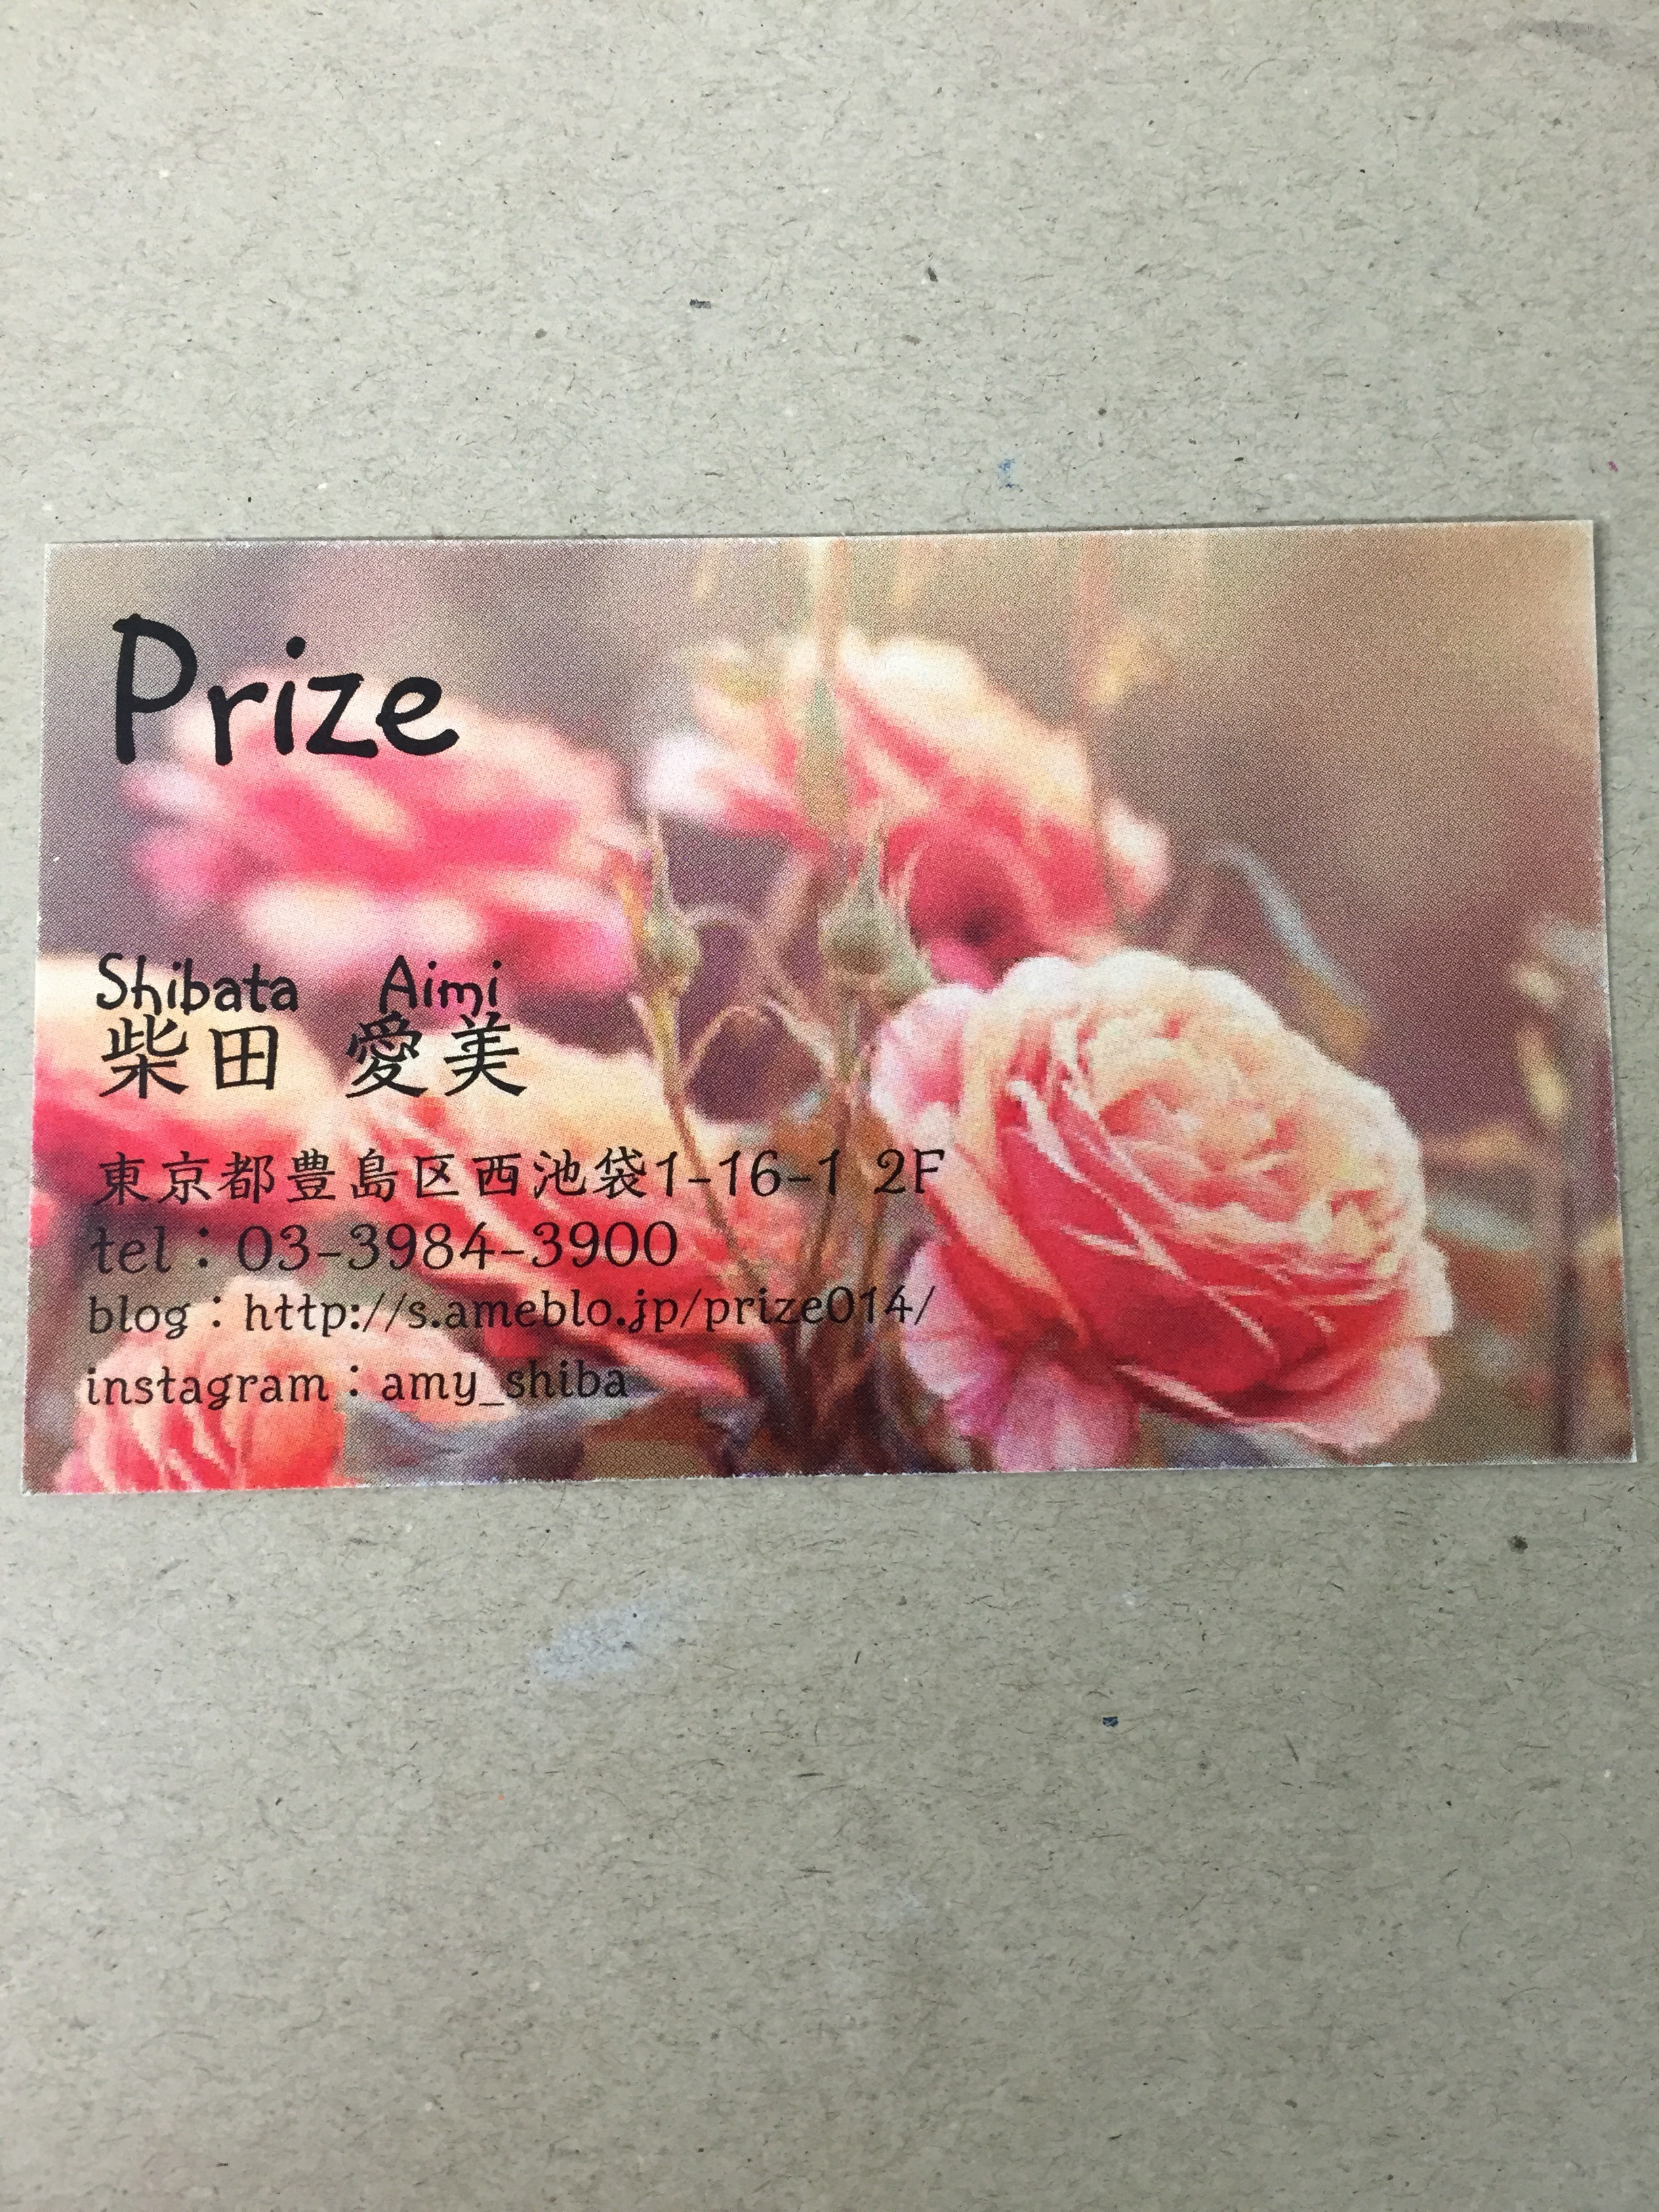 Prize
Shibata Aimi
柴田 愛美
東京都豊島区西池袋1-16-1 2F
tel：03-3984-3900
blog：http://s.ameblo.jp/prize014/
instagram：amy_shiba